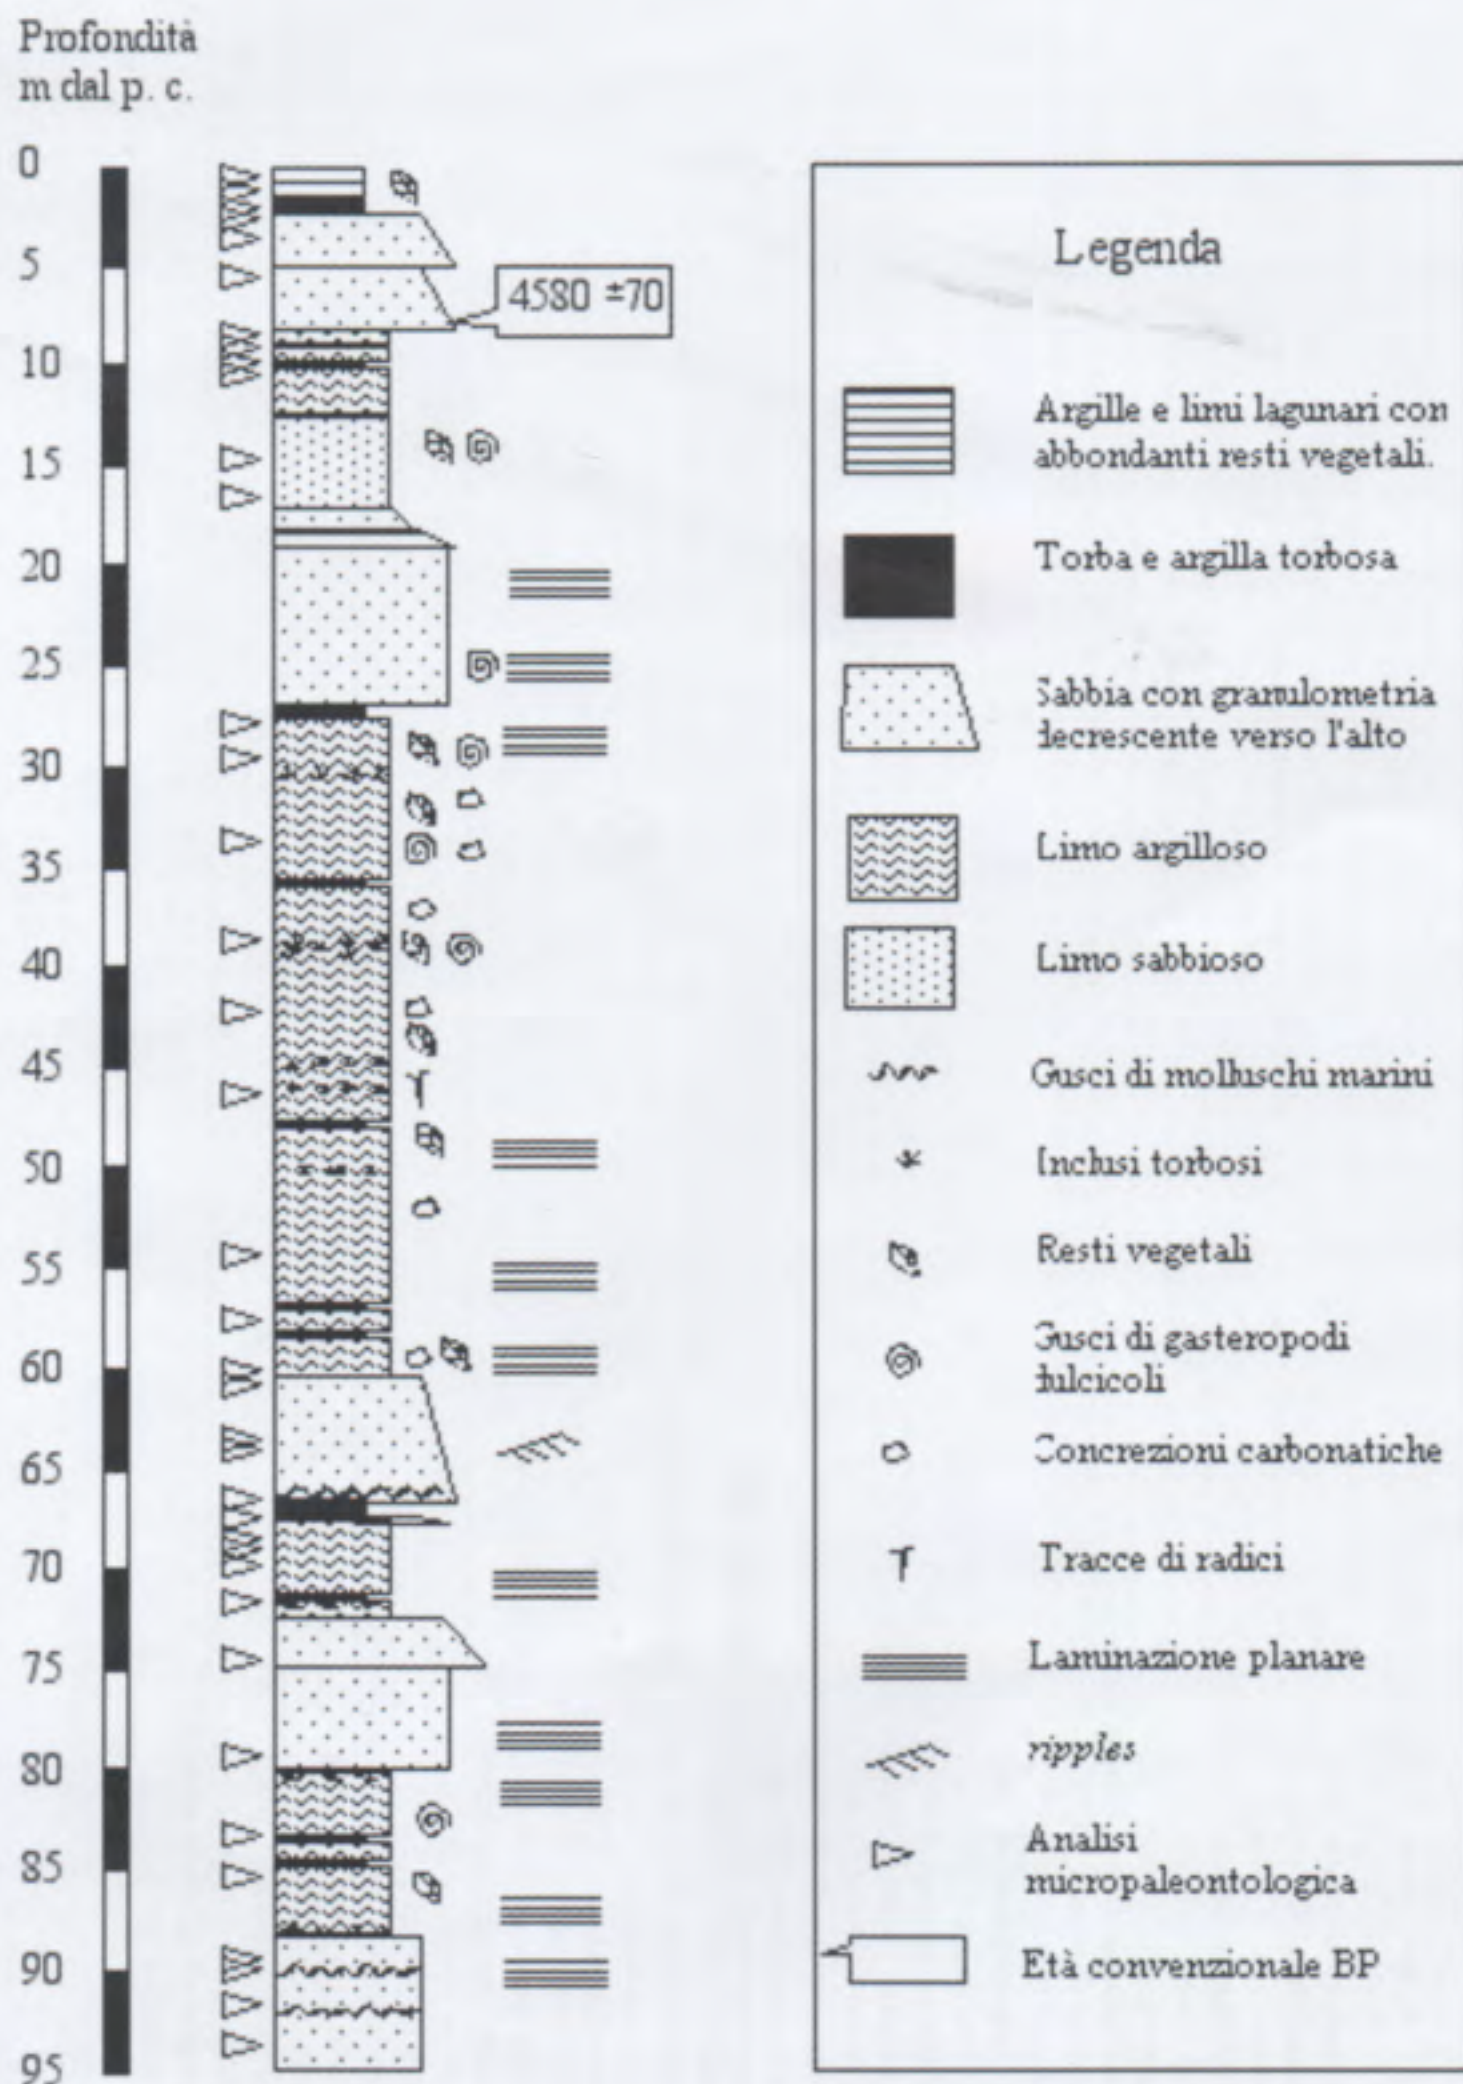 Profondità
m dal p. c.
0
5
10
15
20
25
30
35
40
45
50
55
60
65
70
75
80
85
90
95
4580 ±70
Legenda
Argille e limi lagunari con
abbondanti resti vegetali.
Torba e argilla torbosa
Sabbia con granulometria
decrescente verso l'alto
Limo argilloso
Limo sabbioso
Gusci di molluschi marini
Inclusi torbosi
Resti vegetali
Gusci di gasteropodi
dulcicoli
Concrezioni carbonatiche
Tracce di radici
Laminazione planare
ripples
Analisi
micropaleontologica
Età convenzionale BP